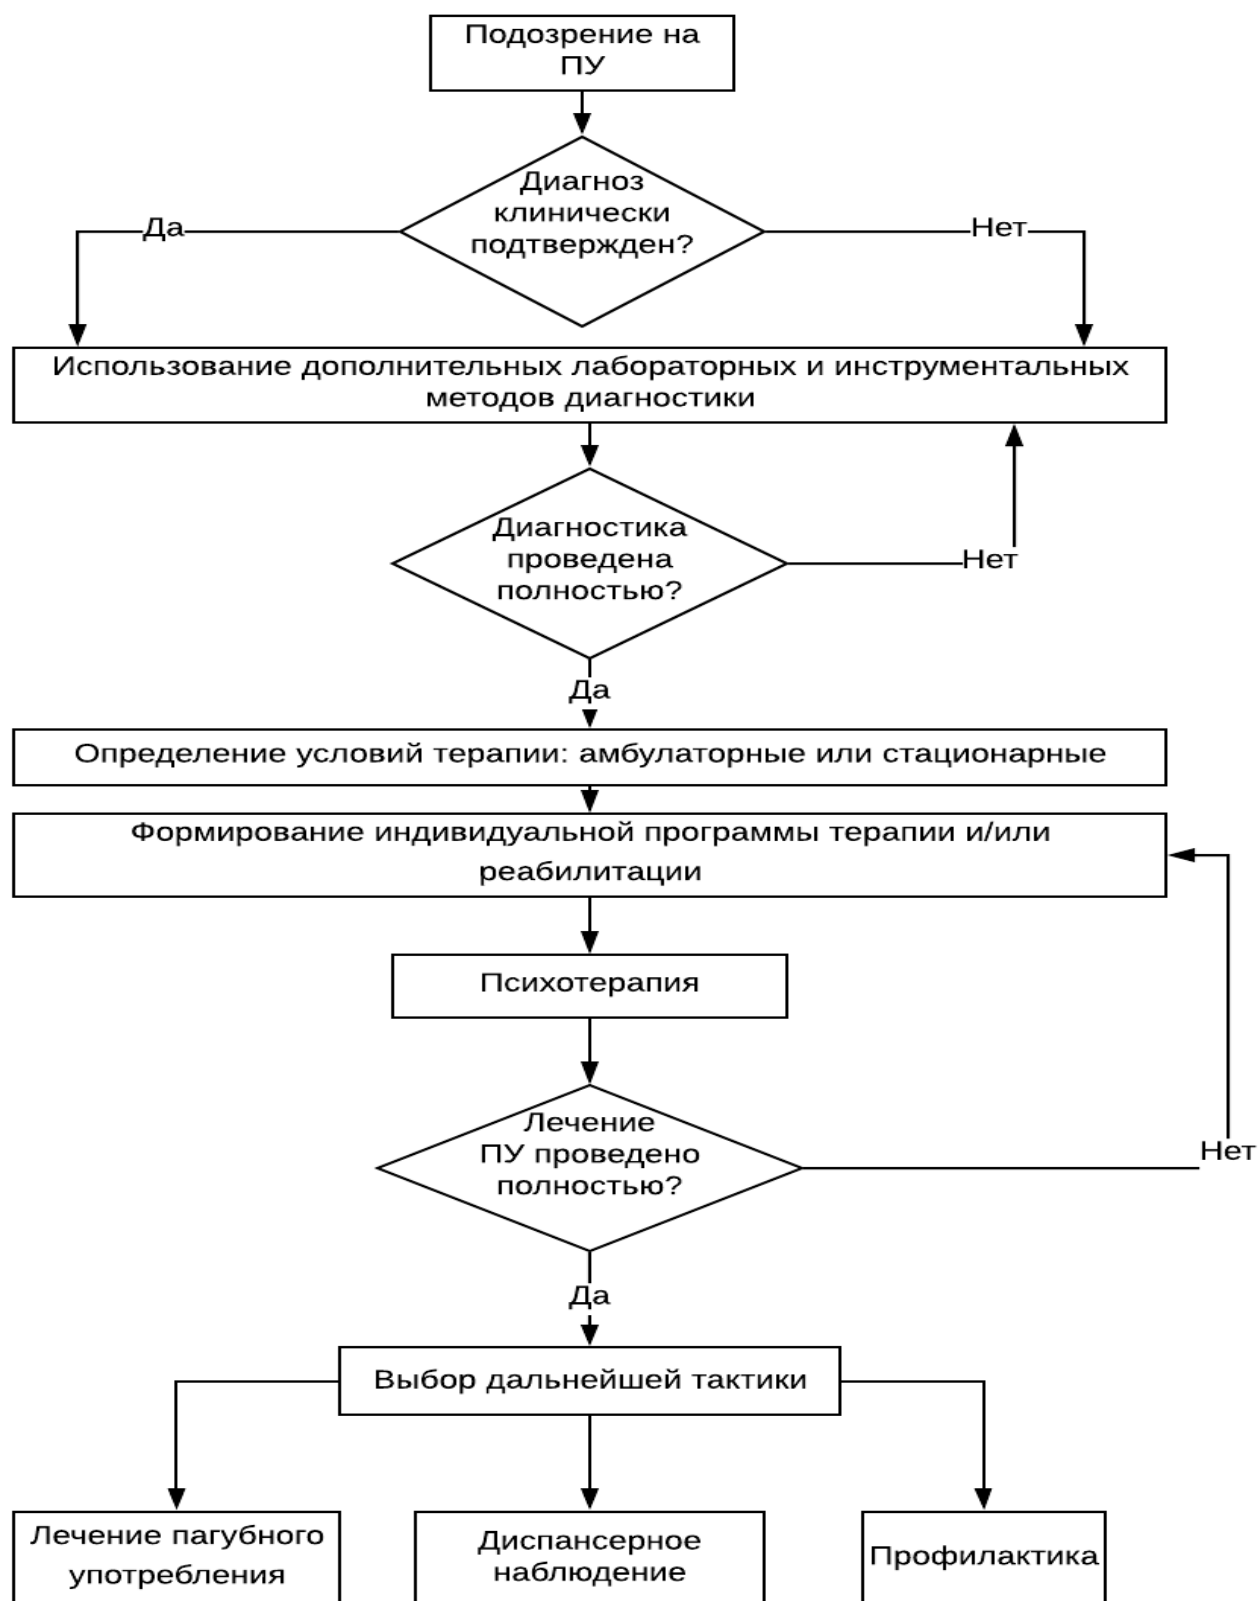 Подозрение на
ПУ
Диагноз
клинически
подтвержден?
Да
Нет
Использование дополнительных лабораторных и инструментальных
методов диагностики
Диагностика
проведена
полностью?
Нет
Да
Определение условий терапии: амбулаторные или стационарные
Формирование индивидуальной программы терапии и/или
реабилитации
Психотерапия
Лечение
ПУ проведено
полностью?
Нет
Да
Выбор дальнейшей тактики
Лечение пагубного
употребления
Диспансерное
наблюдение
Профилактика